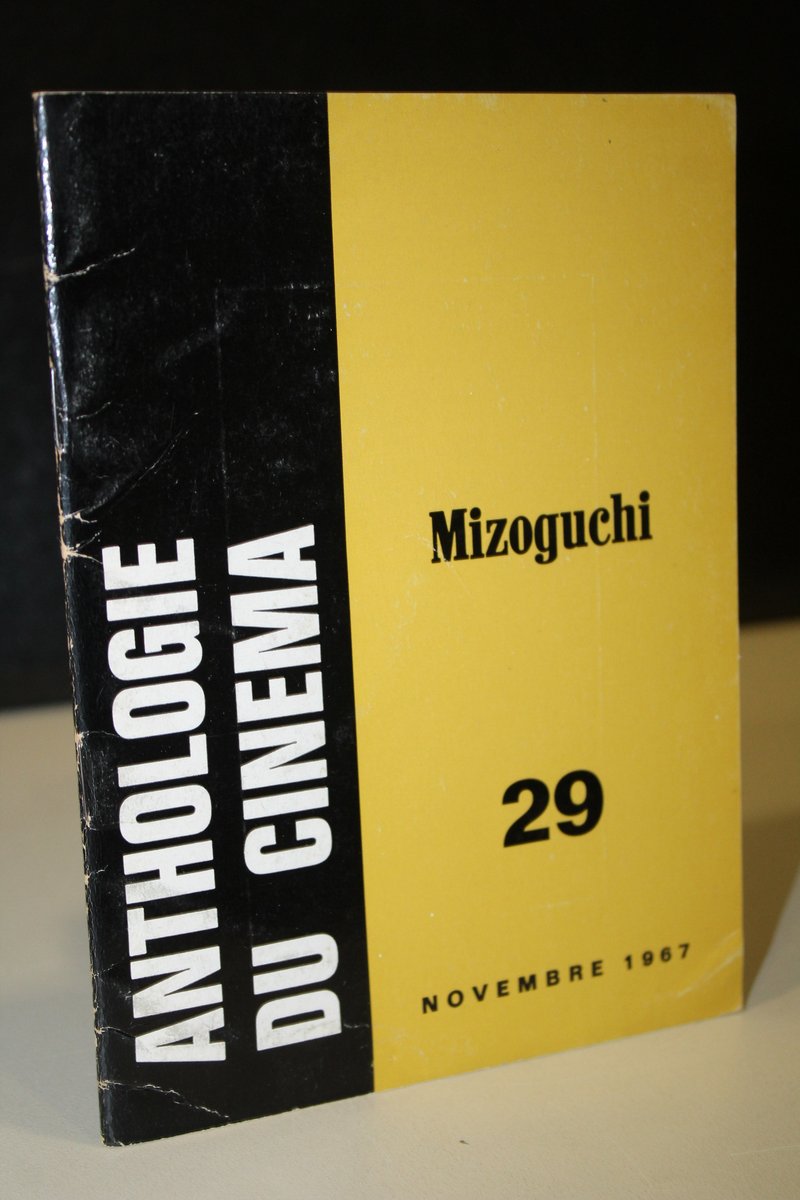 ANTHOLOGIE
DU CINEMA
Mizoguchi
29
NOVEMBRE 1967